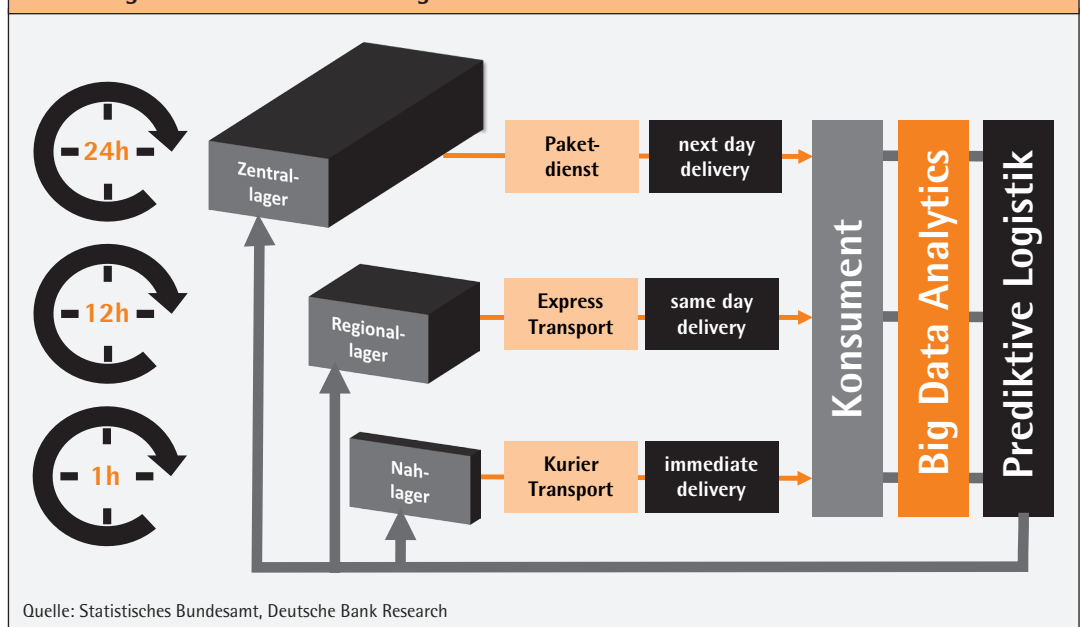 24h
Zentral-
lager
Paket-
dienst
next day
delivery
12h
Regional-
lager
Express
Transport
same day
delivery
1h
Nah-
lager
Kurier
Transport
immediate
delivery
Konsument
Big Data Analytics
Prediktive Logistik
Quelle: Statistisches Bundesamt, Deutsche Bank Research